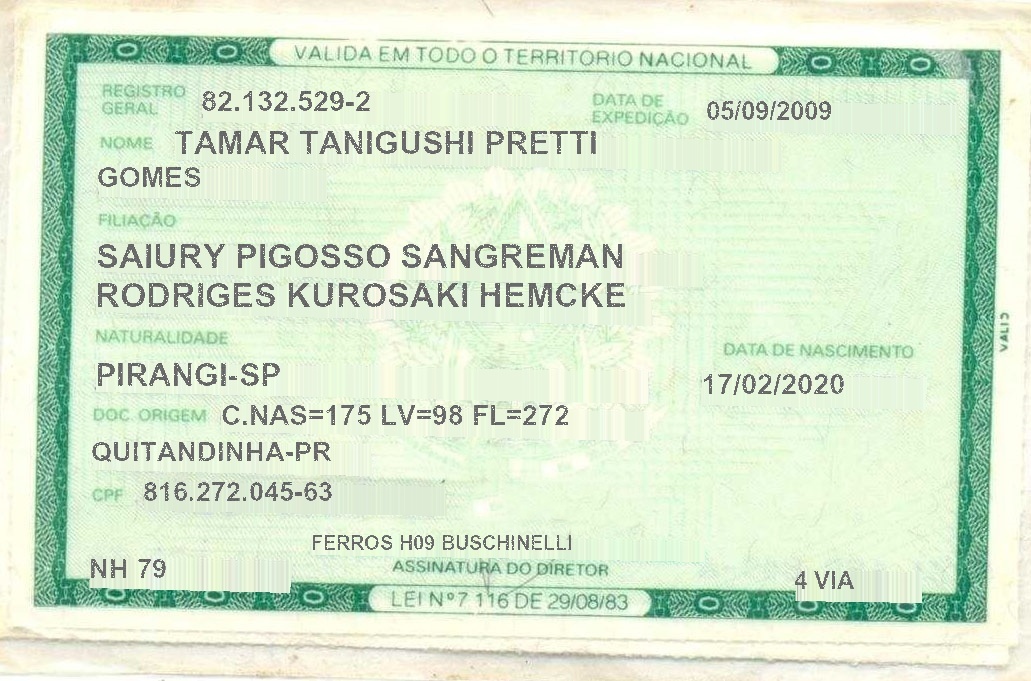 VALIDA EM TODO O TERRITORIO NACIONAL
REGISTRO GERAL 82.132.529-2 DATA DE EXPEDIÇÃO 05/09/2009
NOME TAMAR TANIGUSHI PRETTI
GOMES
FILIAÇÃO
SAIURY PIGOSSO SANGREMAN
RODRIGES KUROSAKI HEMCKE
NATURALIDADE DATA DE NASCIMENTO
PIRANGI-SP 17/02/2020
DOC. ORIGEM C.NAS=175 LV=98 FL=272
QUITANDINHA-PR
CPF 816.272.045-63
FERROS H09 BUSCHINELLI
NH 79 ASSINATURA DO DIRETOR 4 VIA
LEI Nº 7.116 DE 29/08/83
VALID